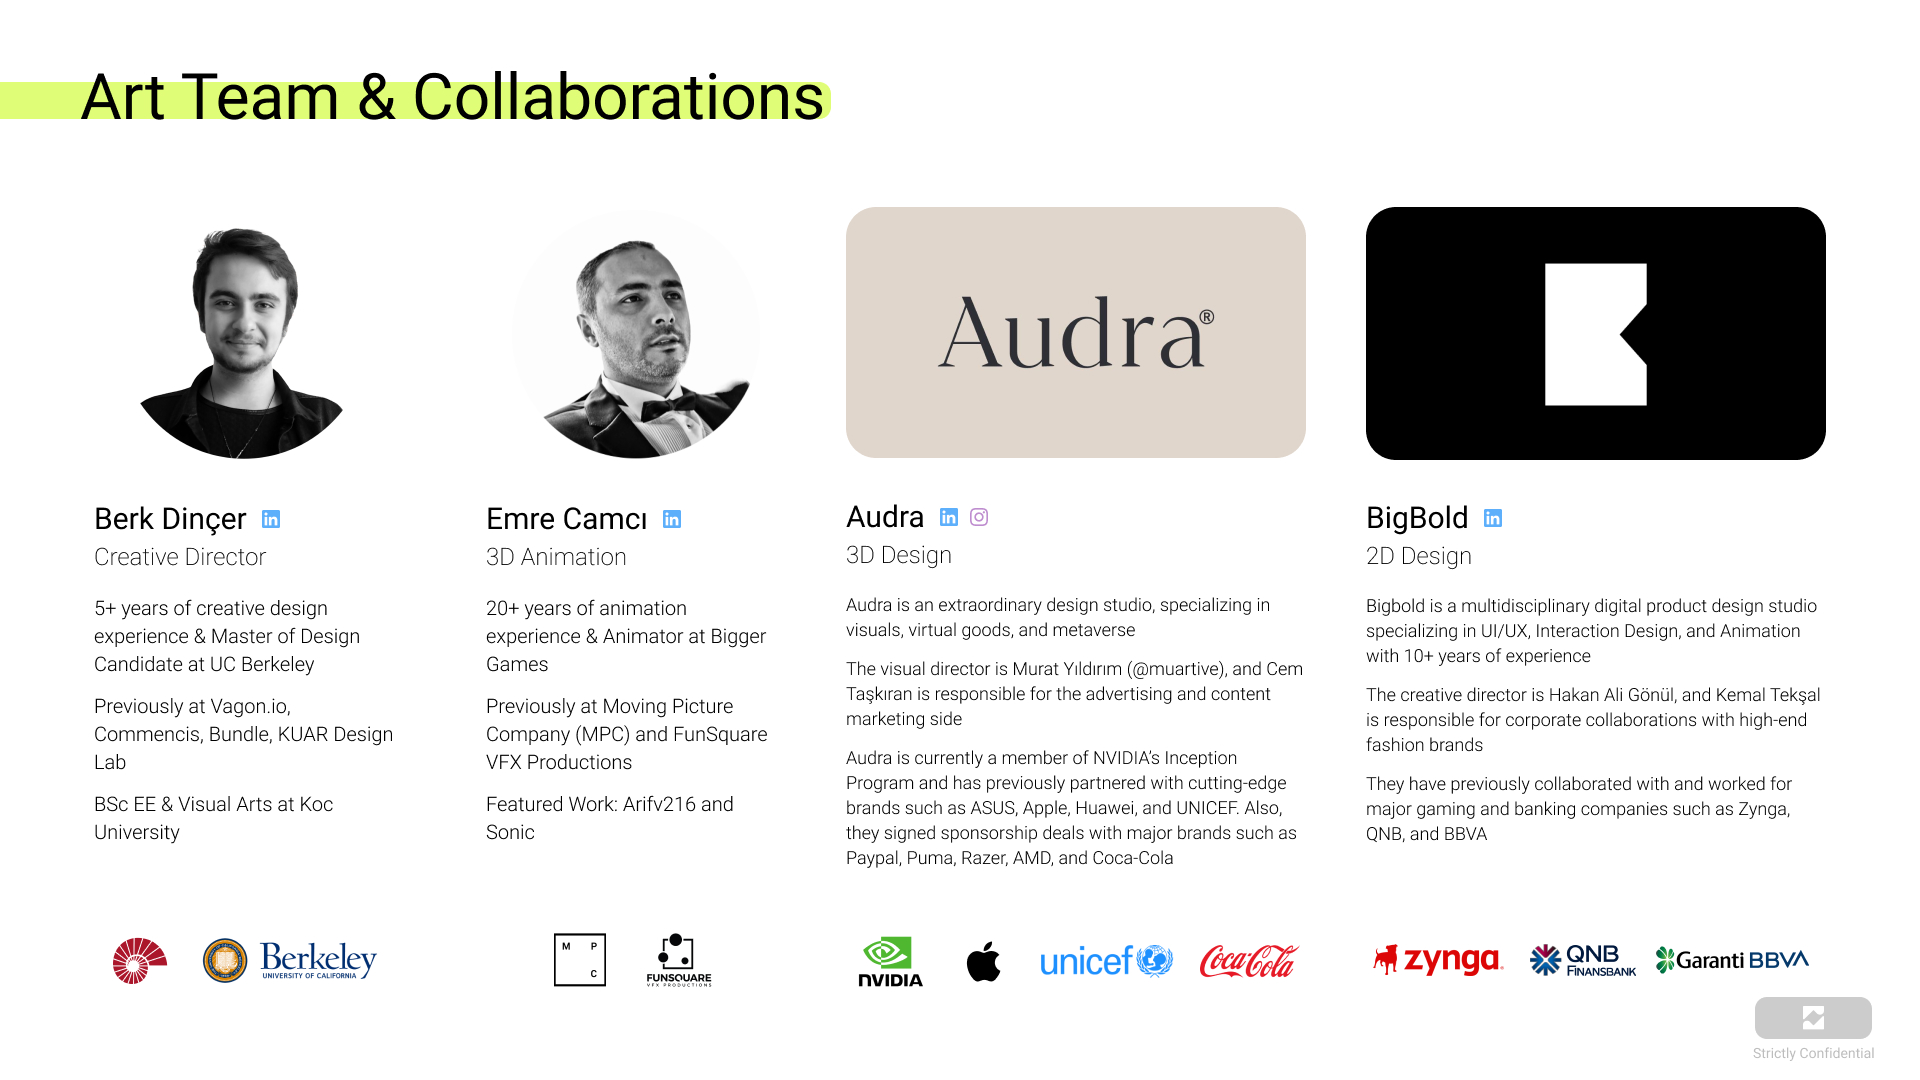 Art Team & Collaborations
Audra®
Berk Dinçer
Creative Director
5+ years of creative design
experience & Master of Design
Candidate at UC Berkeley
Previously at Vagon.io,
Commencis, Bundle, KUAR Design
Lab
BSc EE & Visual Arts at Koc
University
Berkeley
UNIVERSITY OF CALIFORNIA
Emre Camcı
3D Animation
20+ years of animation
experience & Animator at Bigger
Games
Previously at Moving Picture
Company (MPC) and FunSquare
VFX Productions
Featured Work: Arifv216 and
Sonic
M P
C
FUNSQUARE
VFX PRODUCTIONS
Audra
3D Design
Audra is an extraordinary design studio, specializing in
visuals, virtual goods, and metaverse
The visual director is Murat Yıldırım (@muartive), and Cem
Taşkıran is responsible for the advertising and content
marketing side
Audra is currently a member of NVIDIA’s Inception
Program and has previously partnered with cutting-edge
brands such as ASUS, Apple, Huawei, and UNICEF. Also,
they signed sponsorship deals with major brands such as
Paypal, Puma, Razer, AMD, and Coca-Cola
NVIDIA
unicef
Coca-Cola
BigBold
2D Design
Bigbold is a multidisciplinary digital product design studio
specializing in UI/UX, Interaction Design, and Animation
with 10+ years of experience
The creative director is Hakan Ali Gönül, and Kemal Tekşal
is responsible for corporate collaborations with high-end
fashion brands
They have previously collaborated with and worked for
major gaming and banking companies such as Zynga,
QNB, and BBVA
zynga
QNB
FINANSBANK
Garanti BBVA
Strictly Confidential